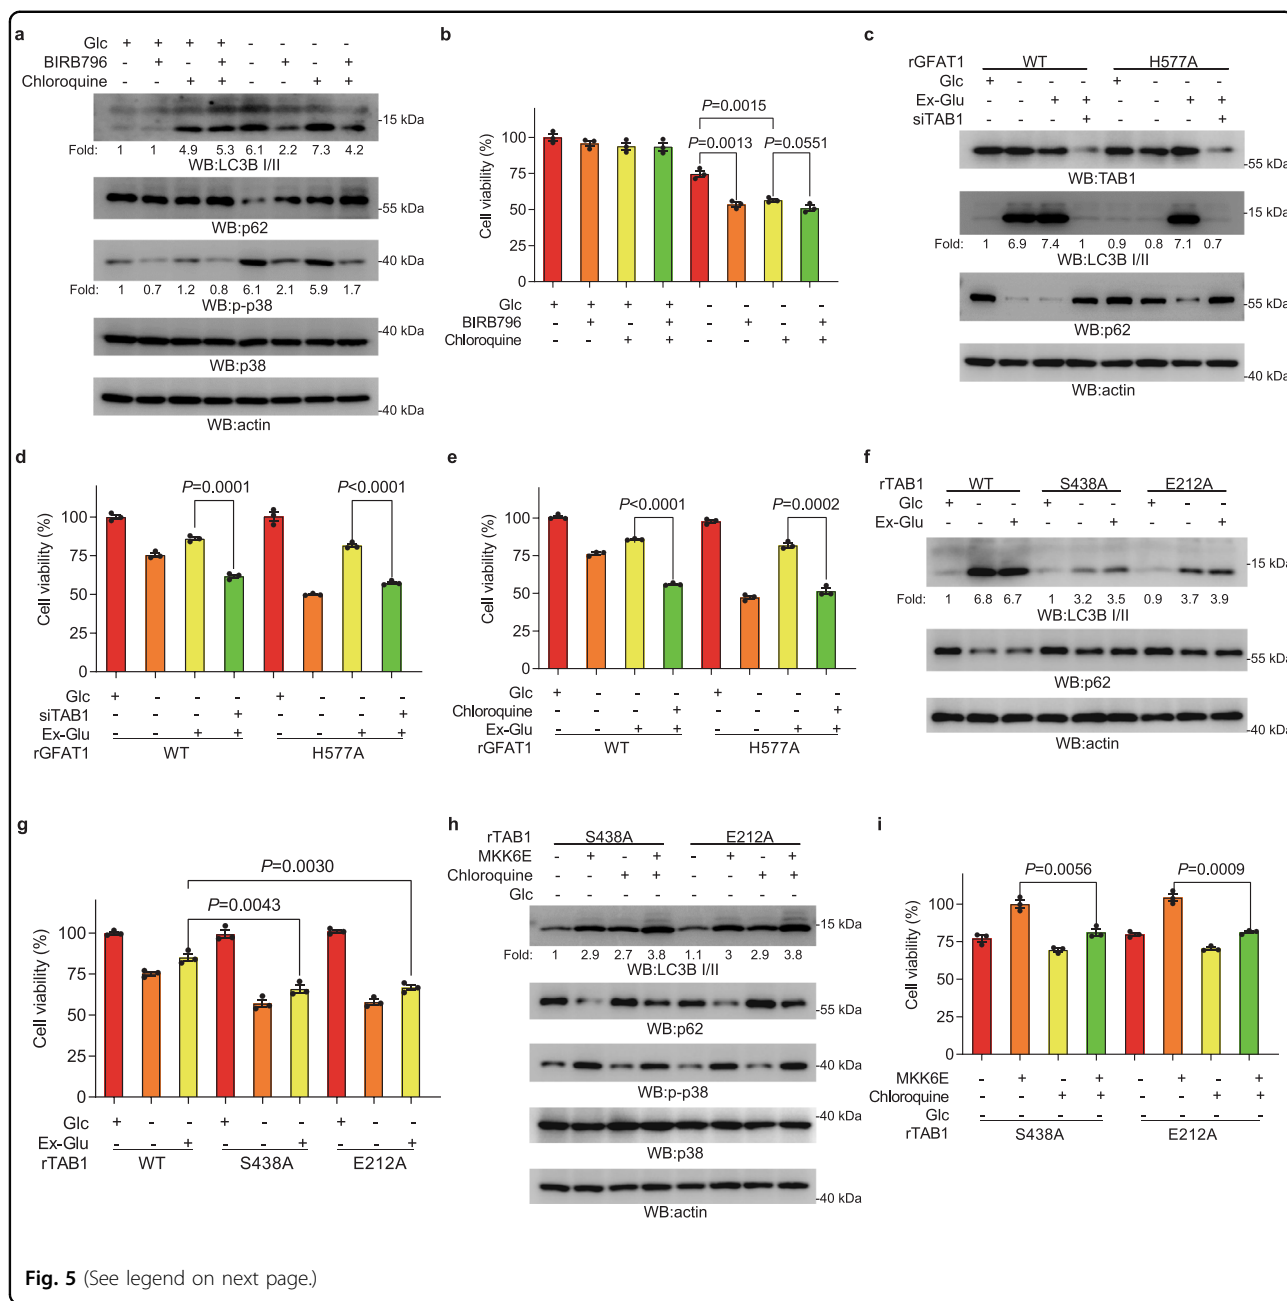 a
Glc + + + + - - - -
BIRB796 - + - + - + - +
Chloroquine - - + + - - + +
-15 kDa
Fold: 1 1 4.9 5.3 6.1 2.2 7.3 4.2
WB:LC3B I/II
-55 kDa
WB:p62
-40 kDa
Fold: 1 0.7 1.2 0.8 6.1 2.1 5.9 1.7
WB:p-p38
-40 kDa
WB:p38
-40 kDa
WB:actin
b
P=0.0015
P=0.0013 P=0.0551
Cell viability (%)
100
75
50
25
0
Glc + + + + - - - -
BIRB796 - + - + - + - +
Chloroquine - - + + - - + +
c
rGFAT1 WT H577A
Glc + - - - + - - -
Ex-Glu - - + + - - + +
siTAB1 - - - + - - - +
-55 kDa
WB:TAB1
-15 kDa
Fold: 1 6.9 7.4 1 0.9 0.8 7.1 0.7
WB:LC3B I/II
-55 kDa
WB:p62
-40 kDa
WB:actin
d
P=0.0001 P<0.0001
Cell viability (%)
100
75
50
25
0
Glc + - - - + - - -
siTAB1 - - - + - - - +
Ex-Glu - - + + - - + +
rGFAT1 WT H577A
e
P<0.0001 P=0.0002
Cell viability (%)
100
75
50
25
0
Glc + - - - + - - -
Chloroquine - - - + - - - +
Ex-Glu - - + + - - + +
rGFAT1 WT H577A
f
rTAB1 WT S438A E212A
Glc + - - + - - + - -
Ex-Glu - - + - - + - - +
-15 kDa
Fold: 1 6.8 6.7 1 3.2 3.5 0.9 3.7 3.9
WB:LC3B I/II
-55 kDa
WB:p62
-40 kDa
WB:actin
g
P=0.0030
P=0.0043
Cell viability (%)
100
75
50
25
0
Glc + - - + - - + - -
Ex-Glu - - + - - + - - +
rTAB1 WT S438A E212A
h
rTAB1 S438A E212A
MKK6E - + - + - + - +
Chloroquine - - + + - - + +
Glc - - - - - - - -
-15 kDa
Fold: 1 2.9 2.7 3.8 1.1 3 2.9 3.8
WB:LC3B I/II
-55 kDa
WB:p62
-40 kDa
WB:p-p38
-40 kDa
WB:p38
-40 kDa
WB:actin
i
P=0.0056 P=0.0009
Cell viability (%)
100
75
50
25
0
MKK6E - + - + - + - +
Chloroquine - - + + - - + +
Glc - - - - - - - -
rTAB1 S438A E212A
Fig. 5 (See legend on next page.)